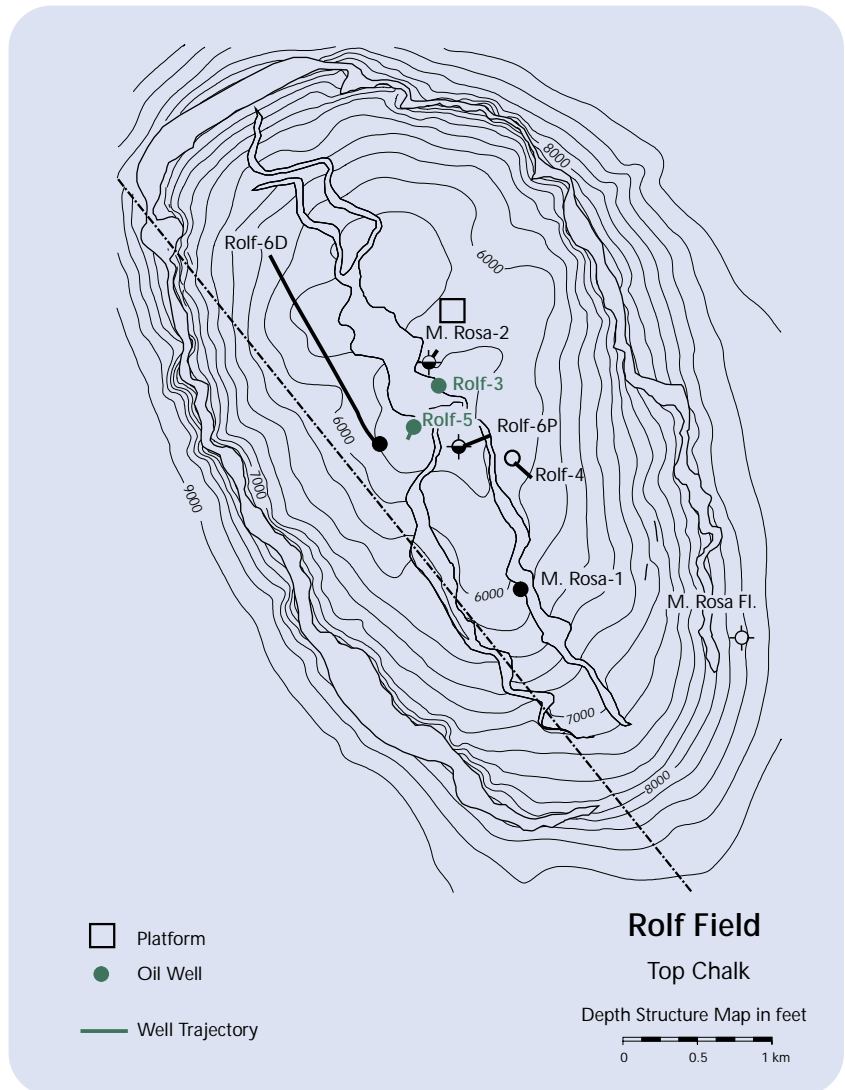 8000
Rolf-6D
6000
M. Rosa-2
Rolf-3
Rolf-5
Rolf-6P
6000
Rolf-4
7000
9000
M. Rosa-1
6000
M. Rosa Fl.
7000
8000
Rolf Field
Platform
Top Chalk
Oil Well
Depth Structure Map in feet
Well Trajectory
0 0.5 1 km